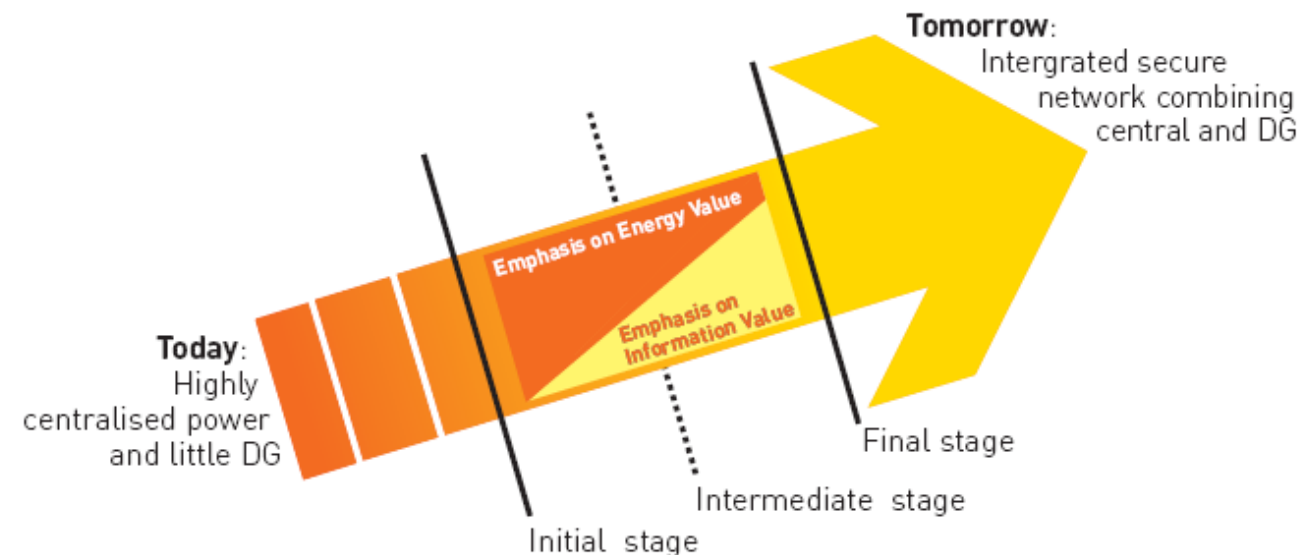 Tomorrow:
Intergrated secure
network combining
central and DG
Emphasis on Energy Value
Emphasis on
Information Value
Today:
Highly
centralised power
and little DG
Final stage
Intermediate stage
Initial stage